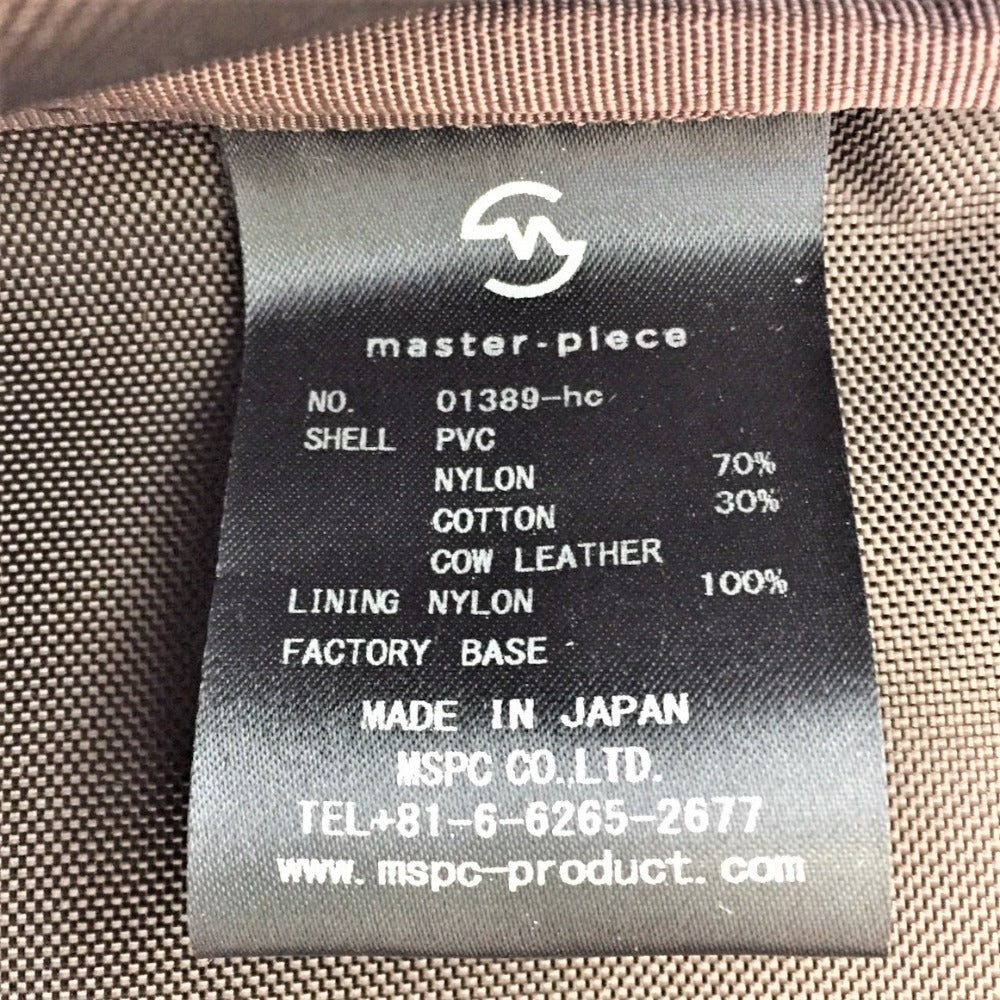 master-piece
NO. 01389-hc
SHELL PVC
NYLON 70%
COTTON 30%
COW LEATHER
LINING NYLON 100%
FACTORY BASE
MADE IN JAPAN
MSPC CO.,LTD.
TEL+81-6-6265-2677
www.mspc-product.com